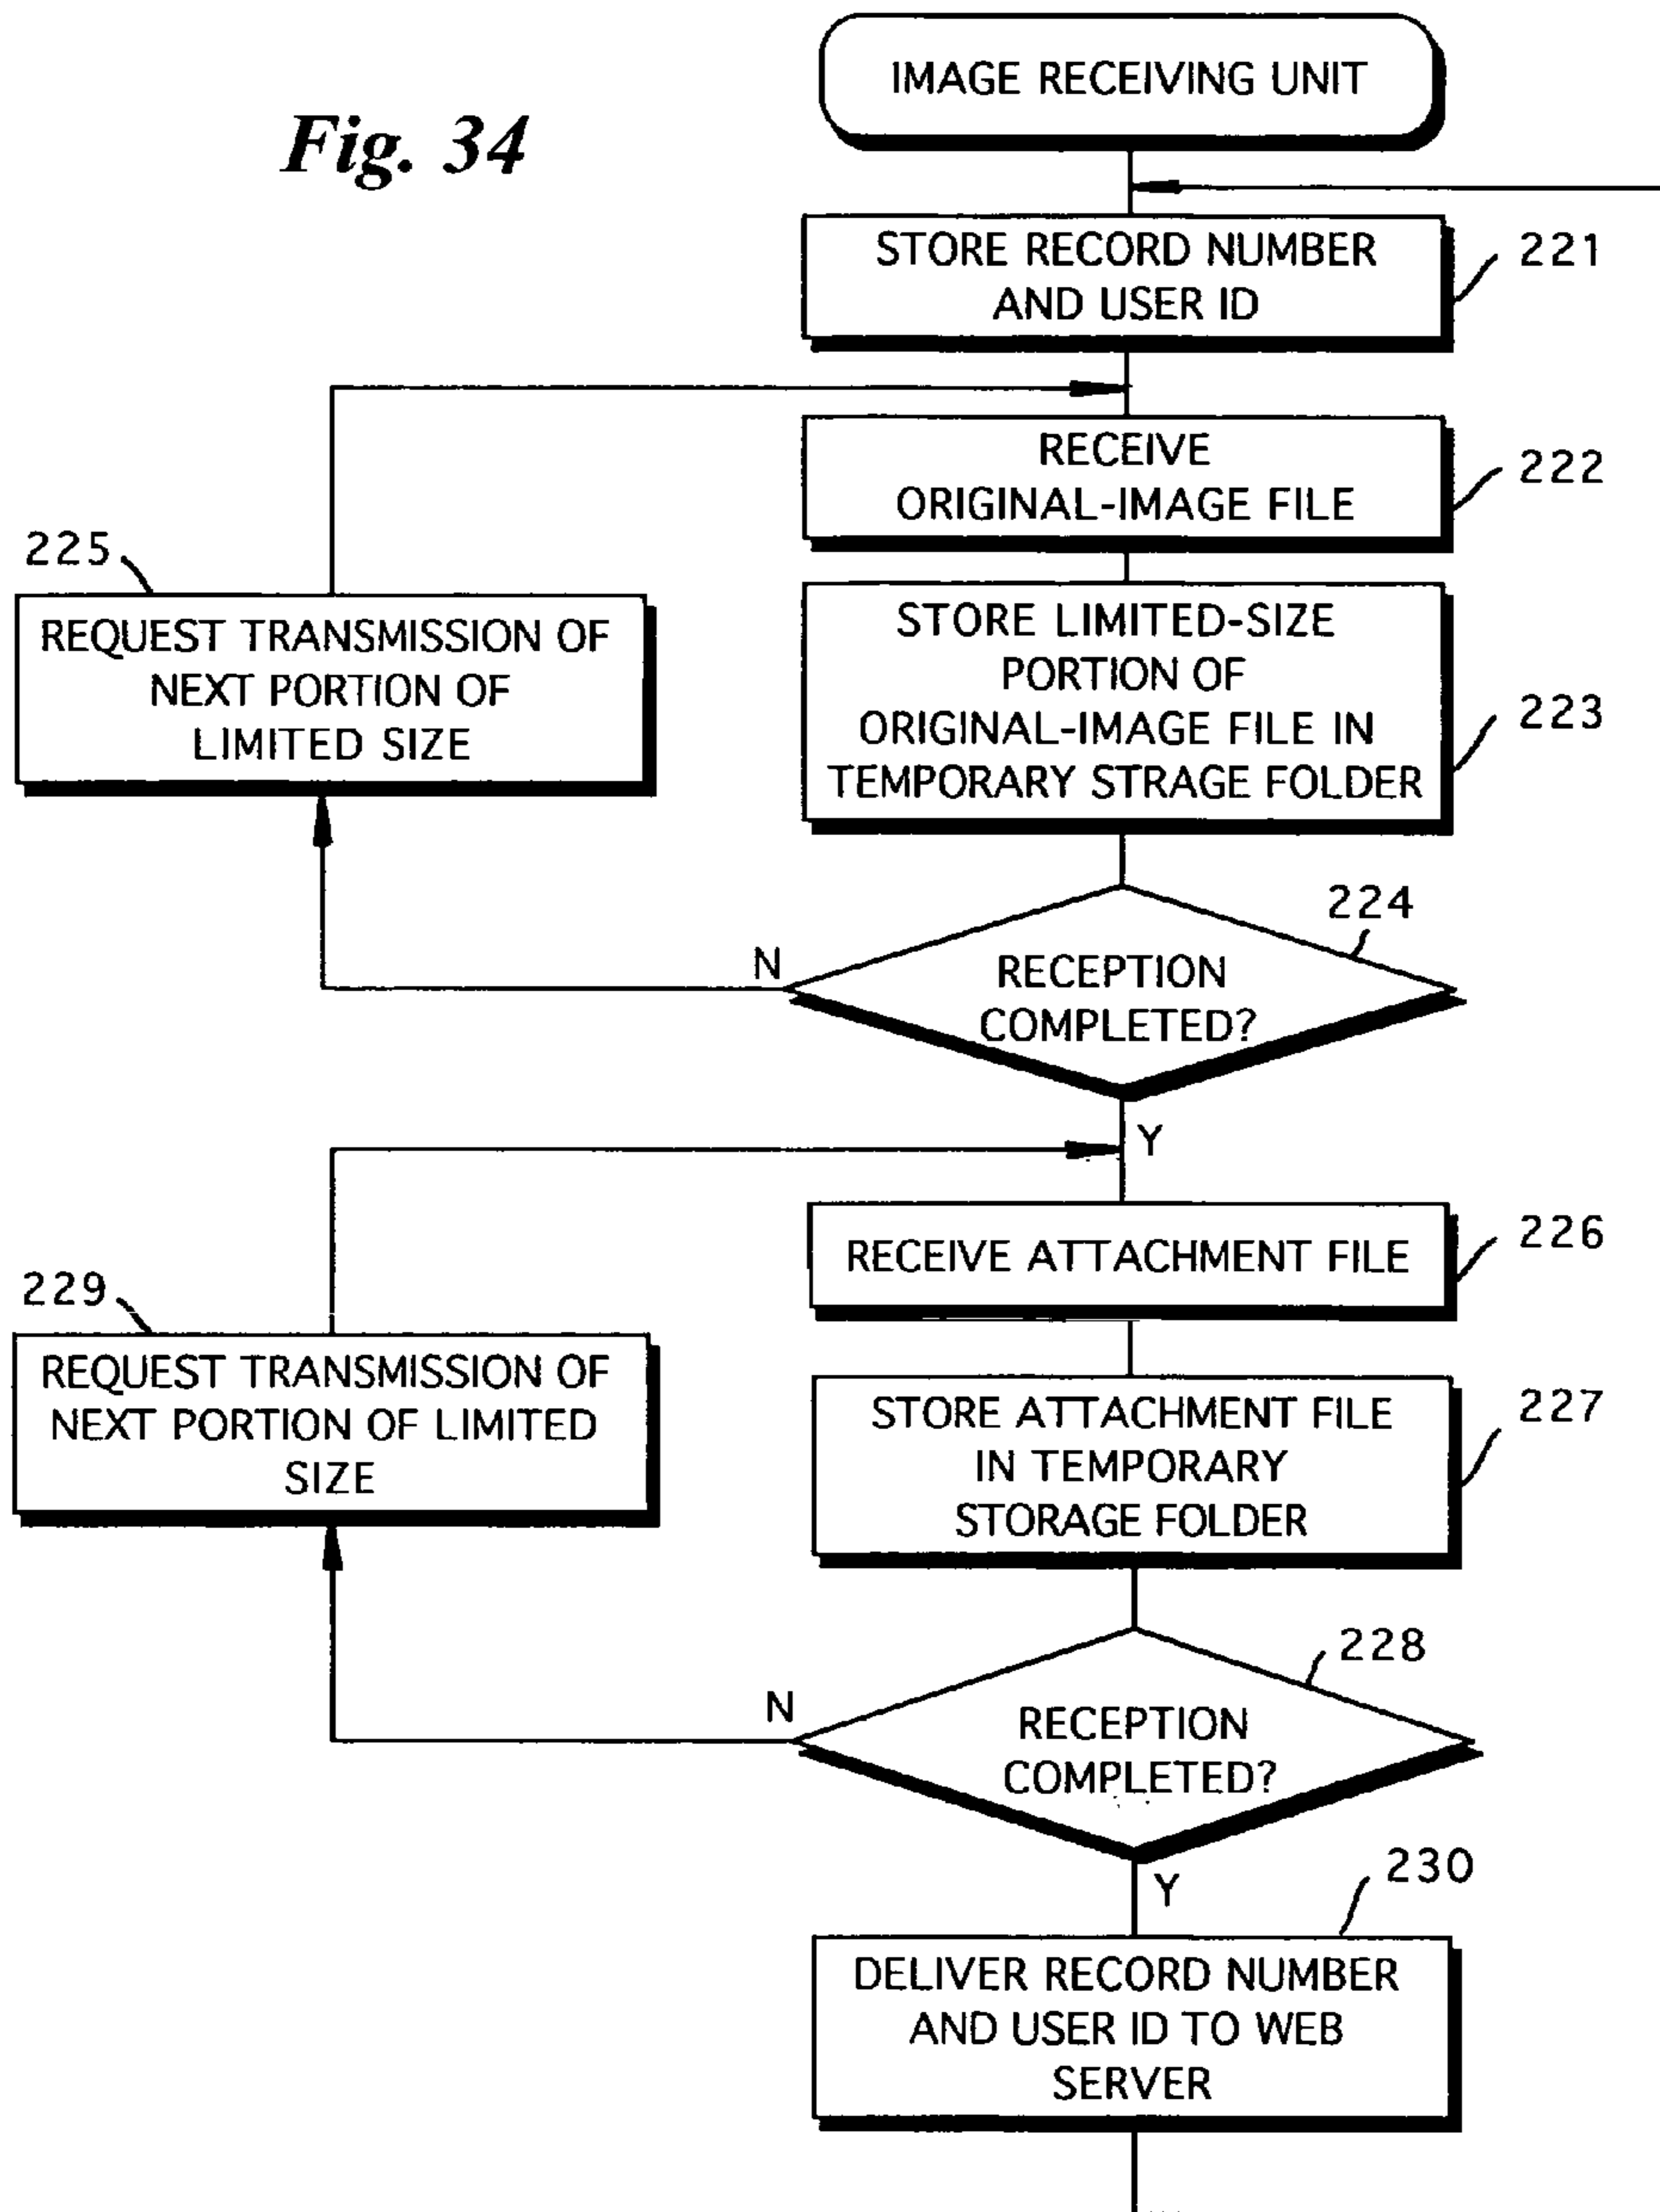 Fig. 34
IMAGE RECEIVING UNIT
STORE RECORD NUMBER
AND USER ID
221
RECEIVE
ORIGINAL-IMAGE FILE
222
225
REQUEST TRANSMISSION OF
NEXT PORTION OF
LIMITED SIZE
STORE LIMITED-SIZE
PORTION OF
ORIGINAL-IMAGE FILE IN
TEMPORARY STRAGE FOLDER
223
224
N
RECEPTION
COMPLETED?
Y
RECEIVE ATTACHMENT FILE
226
229
REQUEST TRANSMISSION OF
NEXT PORTION OF LIMITED
SIZE
STORE ATTACHMENT FILE
IN TEMPORARY
STORAGE FOLDER
227
228
N
RECEPTION
COMPLETED?
Y
230
DELIVER RECORD NUMBER
AND USER ID TO WEB
SERVER